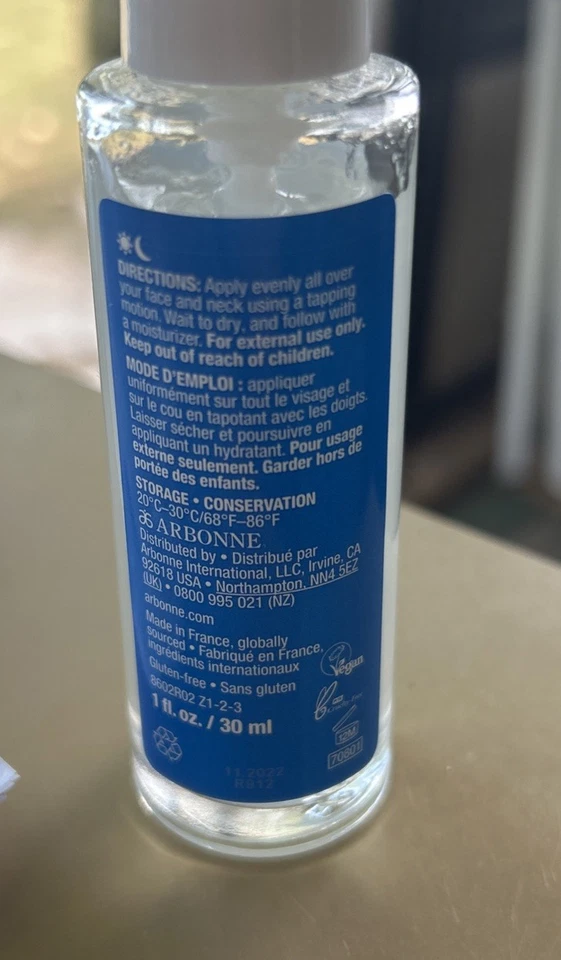 DIRECTIONS: Apply evenly all over
your face and neck using a tapping
motion. Wait to dry, and follow with
a moisturizer. For external use only.
Keep out of reach of children.
MODE D'EMPLOI : appliquer
uniformément sur tout le visage et
sur le cou en tapotant avec les doigts.
Laisser sécher et poursuivre en
appliquant un hydratant. Pour usage
externe seulement. Garder hors de
portée des enfants.
STORAGE • CONSERVATION
20°C–30°C/68°F–86°F
ARBONNE
Distributed by • Distribué par
Arbonne International, LLC, Irvine, CA
92618 USA • Northampton, NN4 5EZ
(UK) • 0800 995 021 (NZ)
arbonne.com
Made in France, globally
sourced • Fabriqué en France,
ingrédients internationaux
Gluten-free • Sans gluten
8602R02 Z1-2-3
1 fl. oz. / 30 ml
Vegan
12M
70801
11.2027